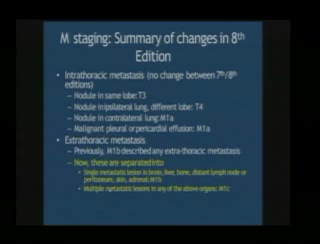 M staging: Summary of changes in 8th
Edition
• Intrathoracic metastasis (no change between 7th/8th
editions)
– Nodule in same lobe: T3
– Nodule in ipsilateral lung, different lobe: T4
– Nodule in contralateral lung: M1a
– Malignant pleural or pericardial effusion: M1a
• Extrathoracic metastasis
– Previously, M1b described any extra-thoracic metastasis
– Now, these are separated into
• Single metastatic lesion in brain, liver, bone, distant lymph node or
peritoneum, skin, adrenal: M1b
• Multiple metastatic lesions in any of the above organs: M1c